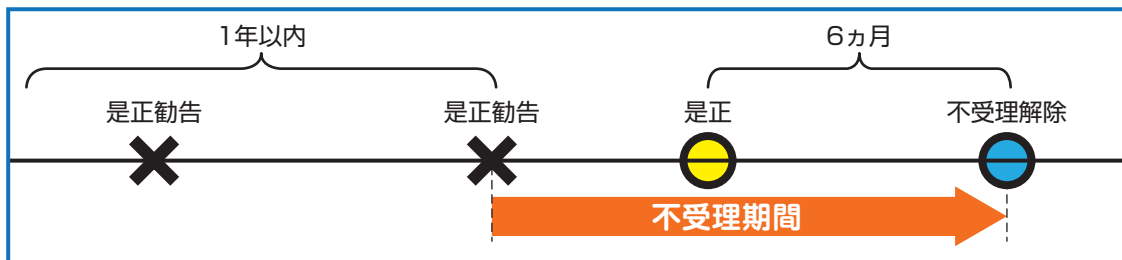 1年以内
6ヵ月
是正勧告
是正勧告
是正
不受理解除
不受理期間